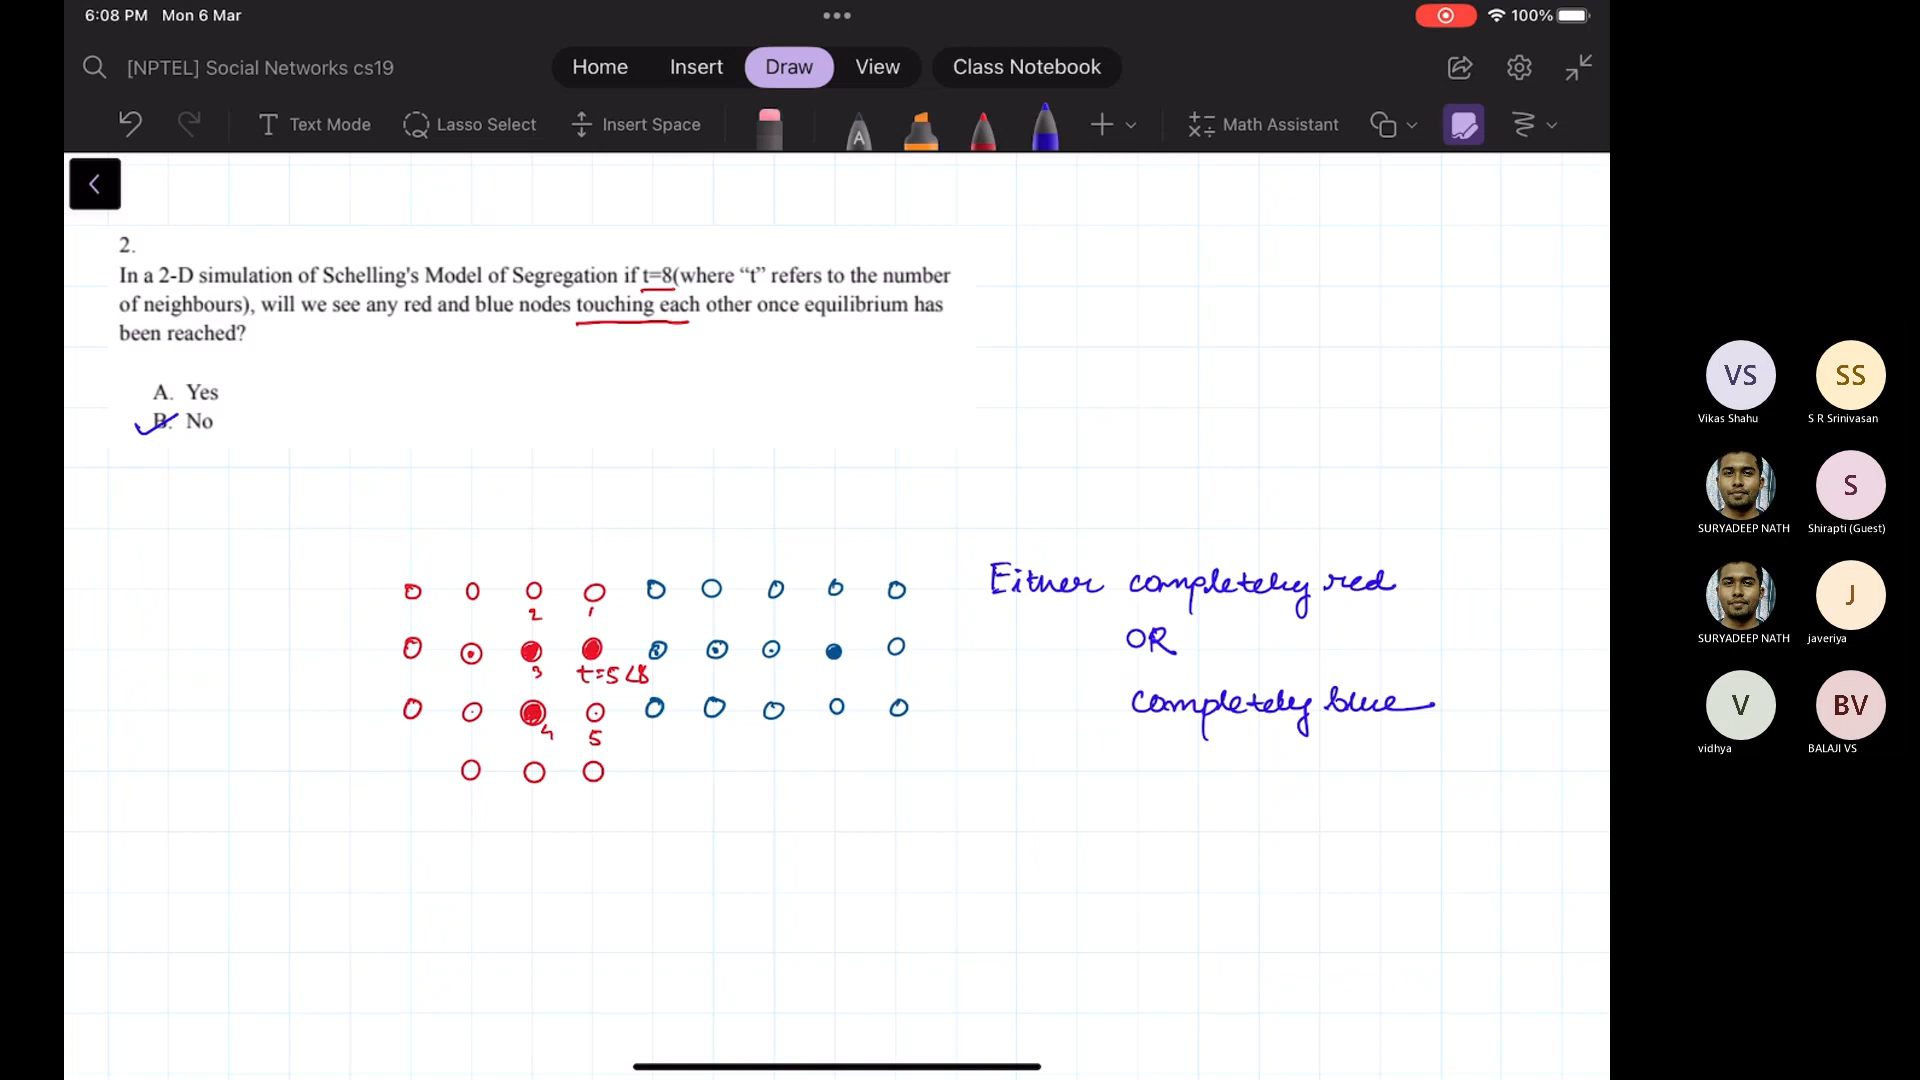 6:08 PM Mon 6 Mar
100%
[NPTEL] Social Networks cs19
Home Insert Draw View Class Notebook
Text Mode Lasso Select Insert Space A Math Assistant
2.
In a 2-D simulation of Schelling's Model of Segregation if t=8(where “t” refers to the number
of neighbours), will we see any red and blue nodes touching each other once equilibrium has
been reached?
A. Yes
B. No
2 1
3 t=5<8
4 5
Either completely red
OR
completely blue
VS SS
Vikas Shahu S R Srinivasan
S
SURYADEEP NATH Shirapti (Guest)
J
SURYADEEP NATH javeriya
V BV
vidhya BALAJI VS